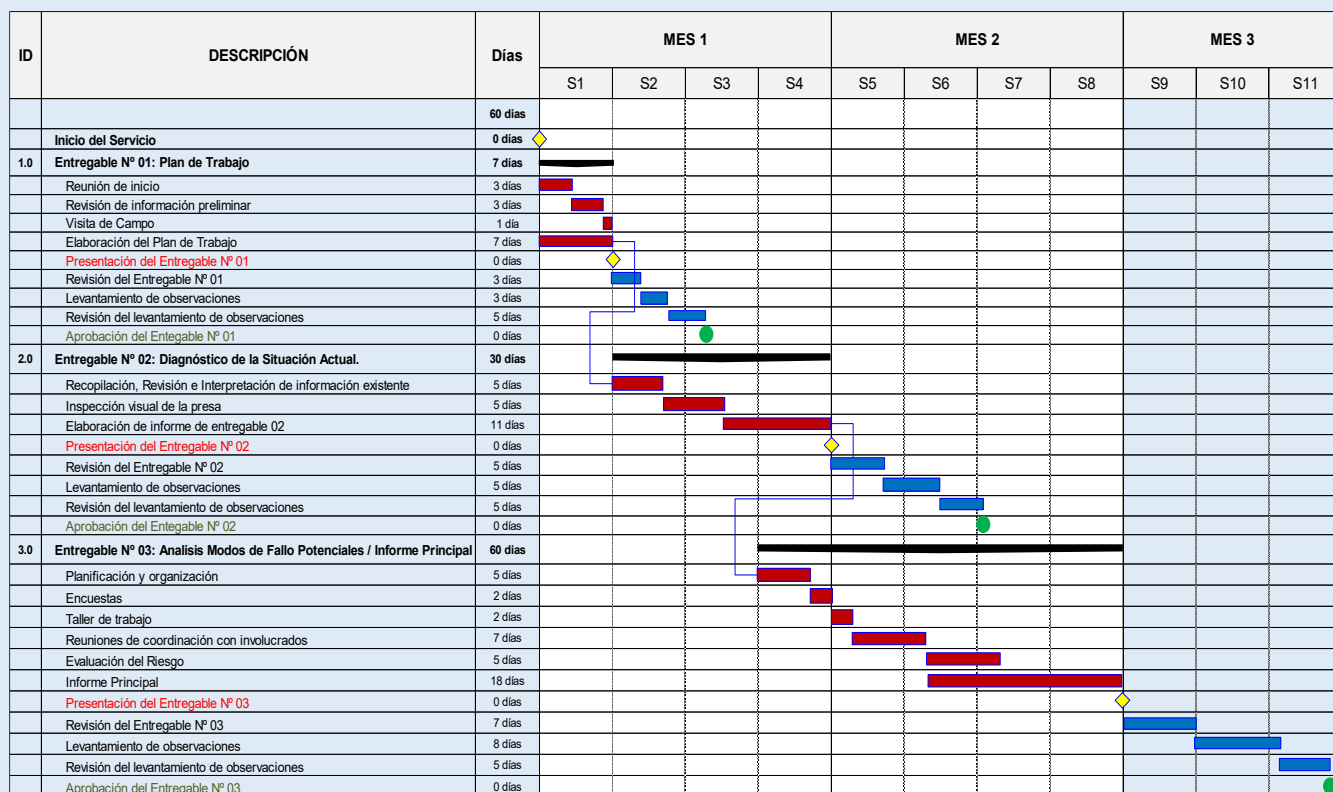 ID DESCRIPCIÓN Días MES 1 MES 2 MES 3
S1 S2 S3 S4 S5 S6 S7 S8 S9 S10 S11
60 dias
Inicio del Servicio 0 días
1.0 Entregable Nº 01: Plan de Trabajo 7 días
Reunión de inicio 3 días
Revisión de información preliminar 3 días
Visita de Campo 1 día
Elaboración del Plan de Trabajo 7 días
Presentación del Entregable Nº 01 0 días
Revisión del Entregable Nº 01 3 días
Levantamiento de observaciones 3 días
Revisión del levantamiento de observaciones 5 días
Aprobación del Entegable Nº 01 0 días
2.0 Entregable Nº 02: Diagnóstico de la Situación Actual. 30 días
Recopilación, Revisión e Interpretación de información existente 5 días
Inspección visual de la presa 5 días
Elaboración de informe de entregable 02 11 días
Presentación del Entregable Nº 02 0 días
Revisión del Entregable Nº 02 5 días
Levantamiento de observaciones 5 días
Revisión del levantamiento de observaciones 5 días
Aprobación del Entegable Nº 02 0 días
3.0 Entregable Nº 03: Analisis Modos de Fallo Potenciales / Informe Principal 60 dias
Planificación y organización 5 días
Encuestas 2 días
Taller de trabajo 2 días
Reuniones de coordinación con involucrados 7 días
Evaluación del Riesgo 5 días
Informe Principal 18 días
Presentación del Entregable Nº 03 0 días
Revisión del Entregable Nº 03 7 días
Levantamiento de observaciones 8 días
Revisión del levantamiento de observaciones 5 días
Aprobación del Entregable Nº 03 0 días